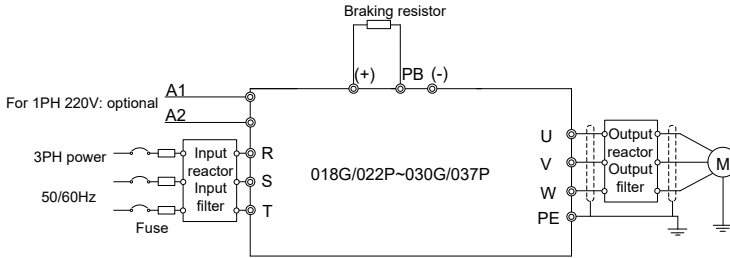 Braking resistor
(+) PB (-)
A1
For 1PH 220V: optional
A2
3PH power
50/60Hz
Fuse
Input
reactor
Input
filter
R
S
T
018G/022P~030G/037P
U
V
W
PE
Output
reactor
Output
filter
M